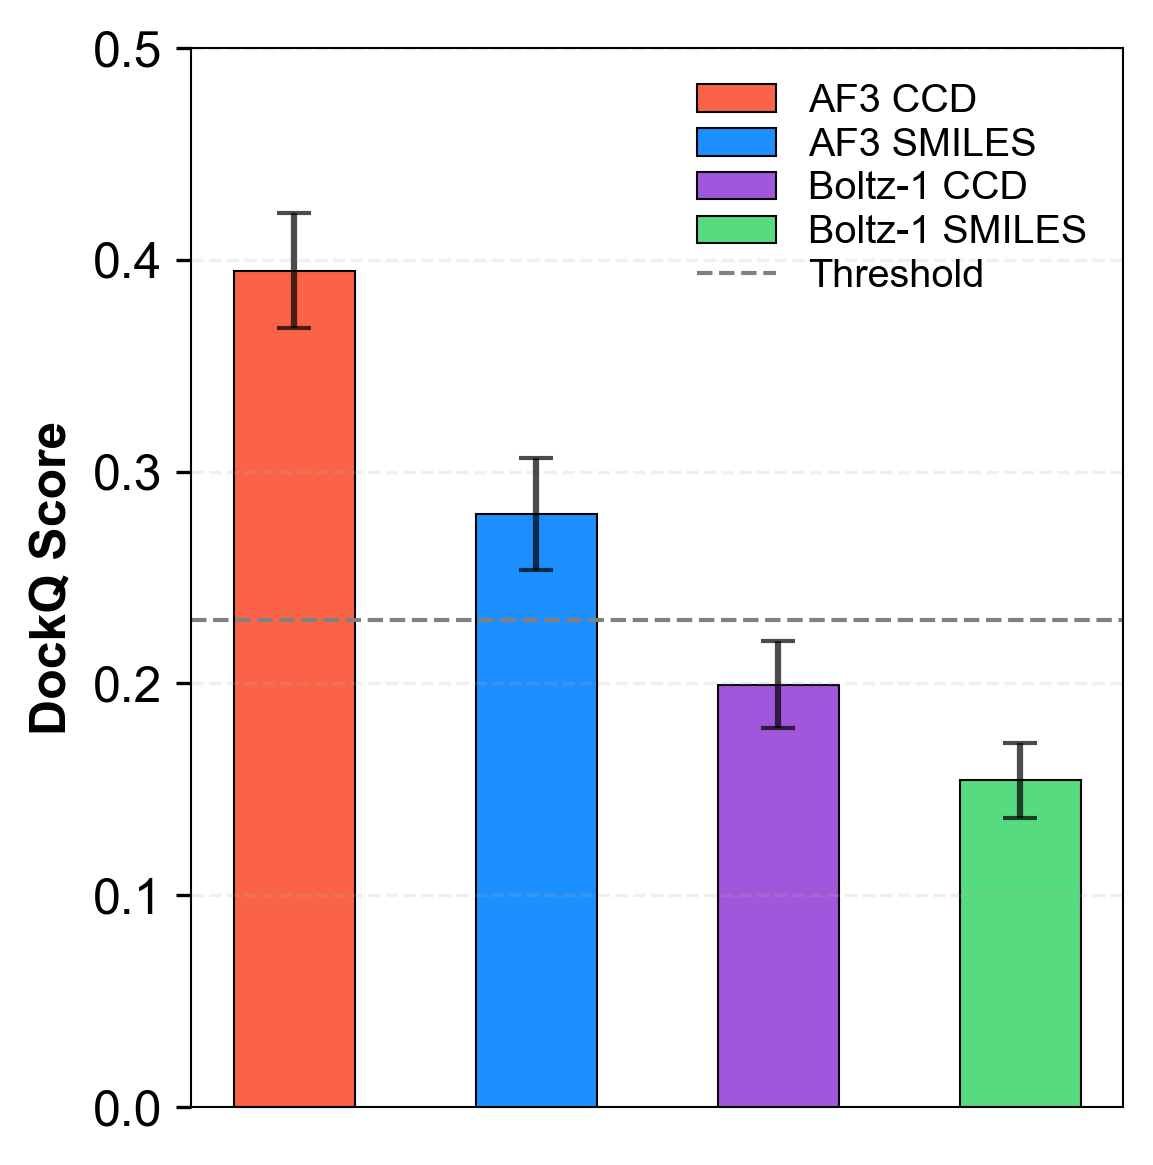 0.5
0.4
0.3
0.2
0.1
0.0
DockQ Score
AF3 CCD
AF3 SMILES
Boltz-1 CCD
Boltz-1 SMILES
Threshold